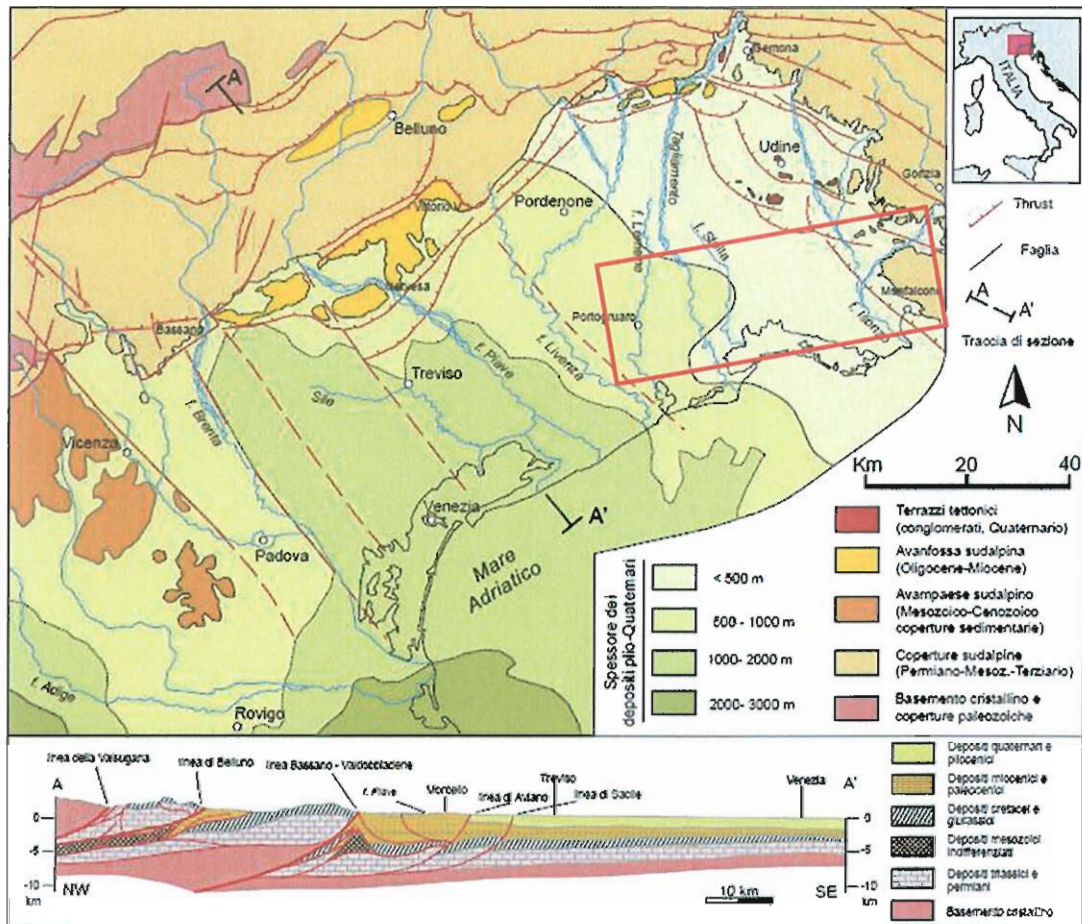 Gemona
A
ITALIA
Belluno
Udine
Gorizia
Tagliamento
Vittorio V.
Pordenone
Thrust
f. Stella
Faglia
Monfalcone
A
A'
Bassano
Portogruaro
Traccia di sezione
f. Piave
f. Livenza
Treviso
Sile
N
f. Brenta
Vicenza
Km 20 40
Venezia
A'
Padova
Mare
Adriatico
Terrazzi tettonici
(conglomerati, Quaternario)
Avanfossa sudalpina
(Oligocene-Miocene)
Avampaese sudalpino
(Mesozoico-Cenozoico
coperture sedimentarie)
Coperture sudalpine
(Permiano-Mesoz.-Terziario)
Basamento cristallino e
coperture paleozoiche
Spessore dei
depositi plio-Quaternari
< 500 m
500 - 1000 m
1000- 2000 m
2000- 3000 m
f. Adige
Rovigo
linea della Valsugana
linea di Belluno
linea Bassano - Valdobbiadene
f. Piave
Montello
linea di Aviano
Treviso
linea di Sacile
Venezia
A
A'
0
-5
-10
km
NW
10 km
SE
0
-5
-10
km
Depositi quaternari e
pliocenici
Depositi miocenici e
paleocenici
Depositi cretacei e
giurassici
Depositi mesozoici
indifferenziati
Depositi triassici e
permiani
Basamento cristallino